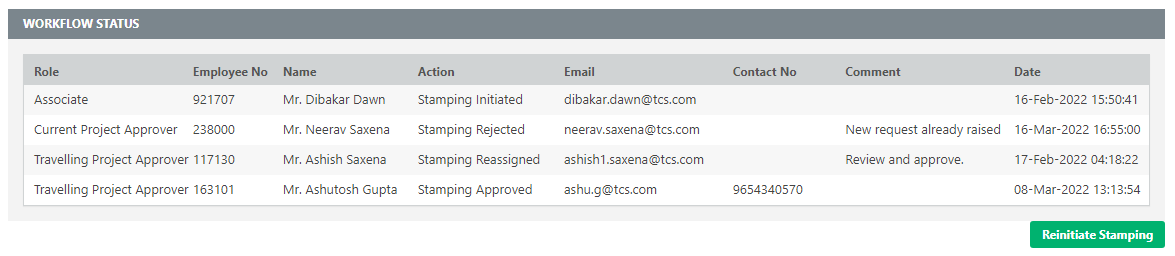 WORKFLOW STATUS
Role Employee No Name Action Email Contact No Comment Date
Associate 921707 Mr. Dibakar Dawn Stamping Initiated dibakar.dawn@tcs.com 16-Feb-2022 15:50:41
Current Project Approver 238000 Mr. Neerav Saxena Stamping Rejected neerav.saxena@tcs.com New request already raised 16-Mar-2022 16:55:00
Travelling Project Approver 117130 Mr. Ashish Saxena Stamping Reassigned ashish1.saxena@tcs.com Review and approve. 17-Feb-2022 04:18:22
Travelling Project Approver 163101 Mr. Ashutosh Gupta Stamping Approved ashu.g@tcs.com 9654340570 08-Mar-2022 13:13:54
Reinitiate Stamping